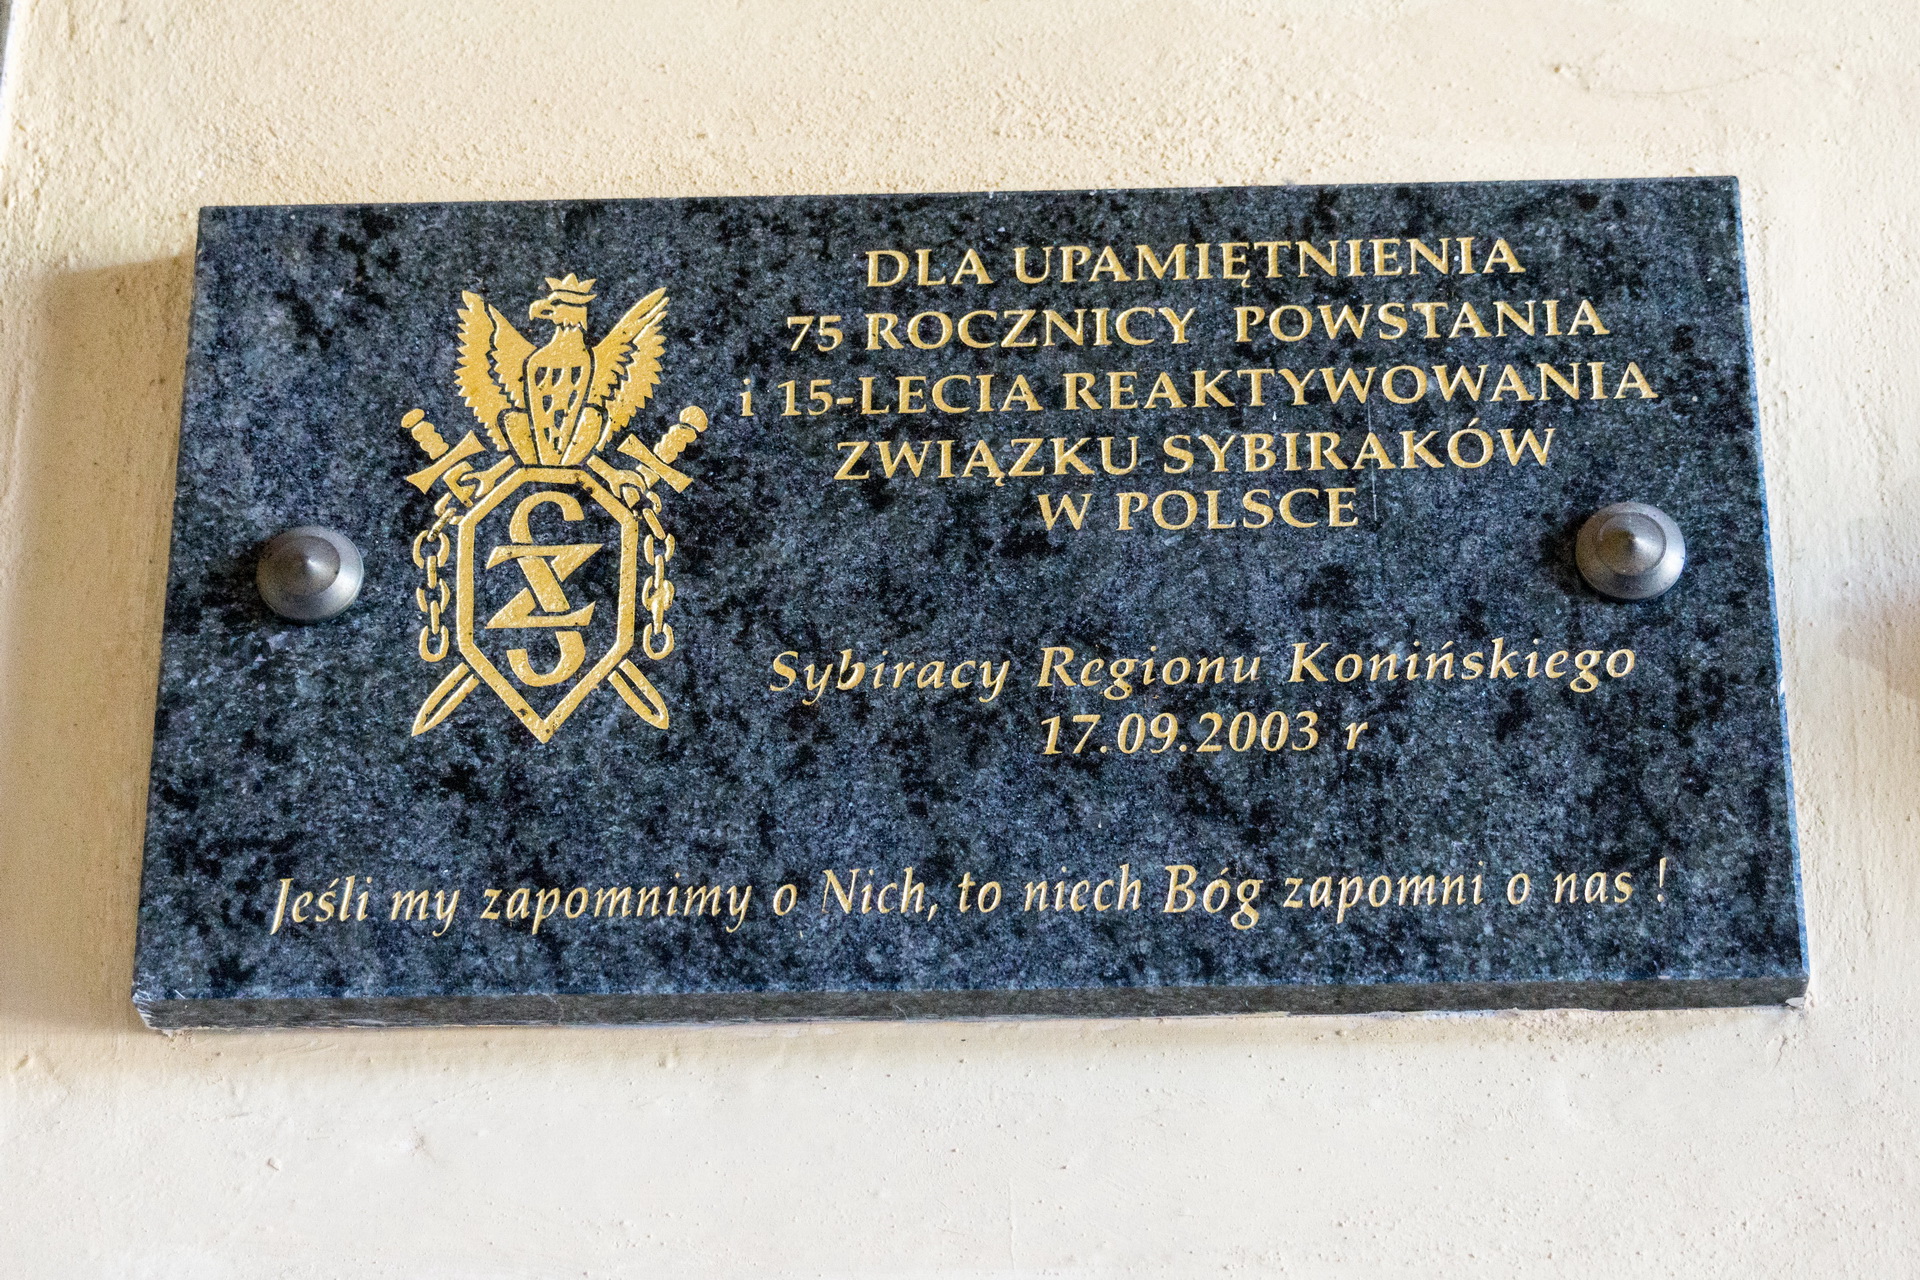 DLA UPAMIĘTNIENIA
75 ROCZNICY POWSTANIA
i 15-LECIA REAKTYWOWANIA
ZWIĄZKU SYBIRAKÓW
W POLSCE
ZS
Sybiracy Regionu Konińskiego
17.09.2003 r
Jeśli my zapomnimy o Nich, to niech Bóg zapomni o nas !